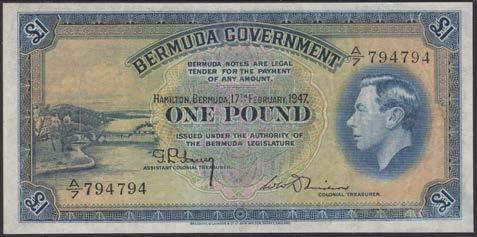 £1 £1
BERMUDA GOVERNMENT
BERMUDA NOTES ARE LEGAL
TENDER FOR THE PAYMENT
OF ANY AMOUNT.
A/7 794794
HAMILTON, BERMUDA, 17TH FEBRUARY, 1947.
ONE POUND
ISSUED UNDER THE AUTHORITY OF
THE BERMUDA LEGISLATURE
ASSISTANT COLONIAL TREASURER.
A/7 794794
COLONIAL TREASURER.
£1 £1